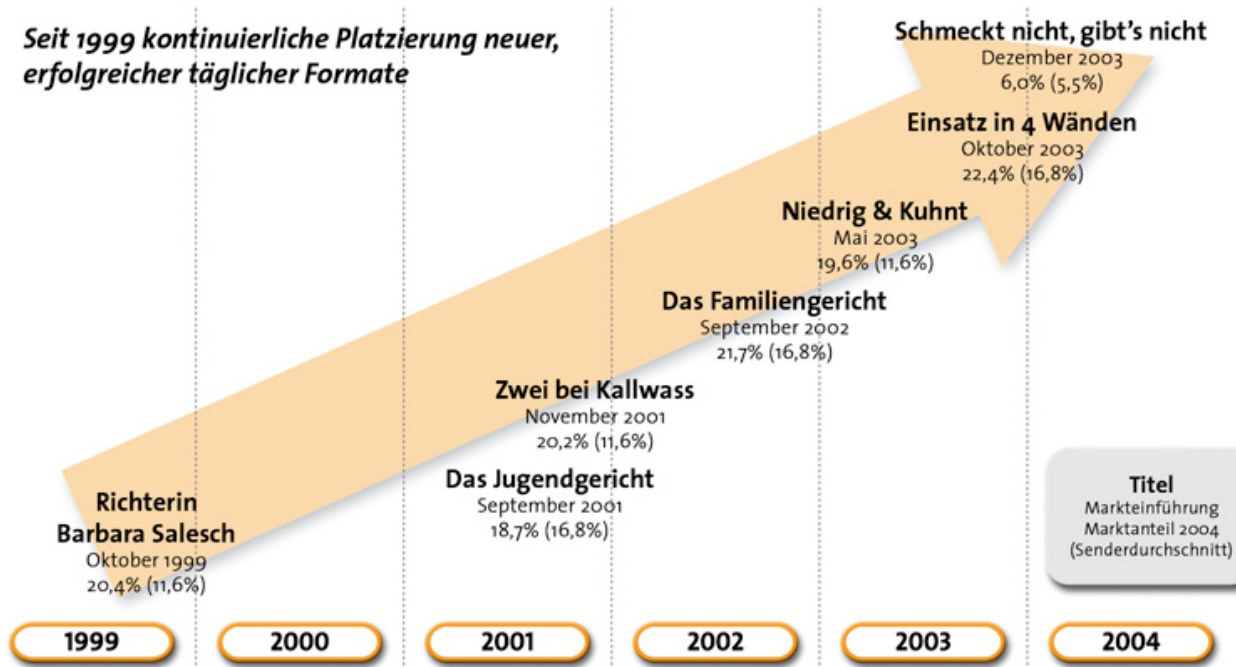 Seit 1999 kontinuierliche Platzierung neuer,
erfolgreicher täglicher Formate
Schmeckt nicht, gibt's nicht
Dezember 2003
6,0% (5,5%)
Einsatz in 4 Wänden
Oktober 2003
22,4% (16,8%)
Niedrig & Kuhnt
Mai 2003
19,6% (11,6%)
Das Familiengericht
September 2002
21,7% (16,8%)
Zwei bei Kallwass
November 2001
20,2% (11,6%)
Das Jugendgericht
September 2001
18,7% (16,8%)
Richterin
Barbara Salesch
Oktober 1999
20,4% (11,6%)
Titel
Markteinführung
Marktanteil 2004
(Senderdurchschnitt)
1999
2000
2001
2002
2003
2004